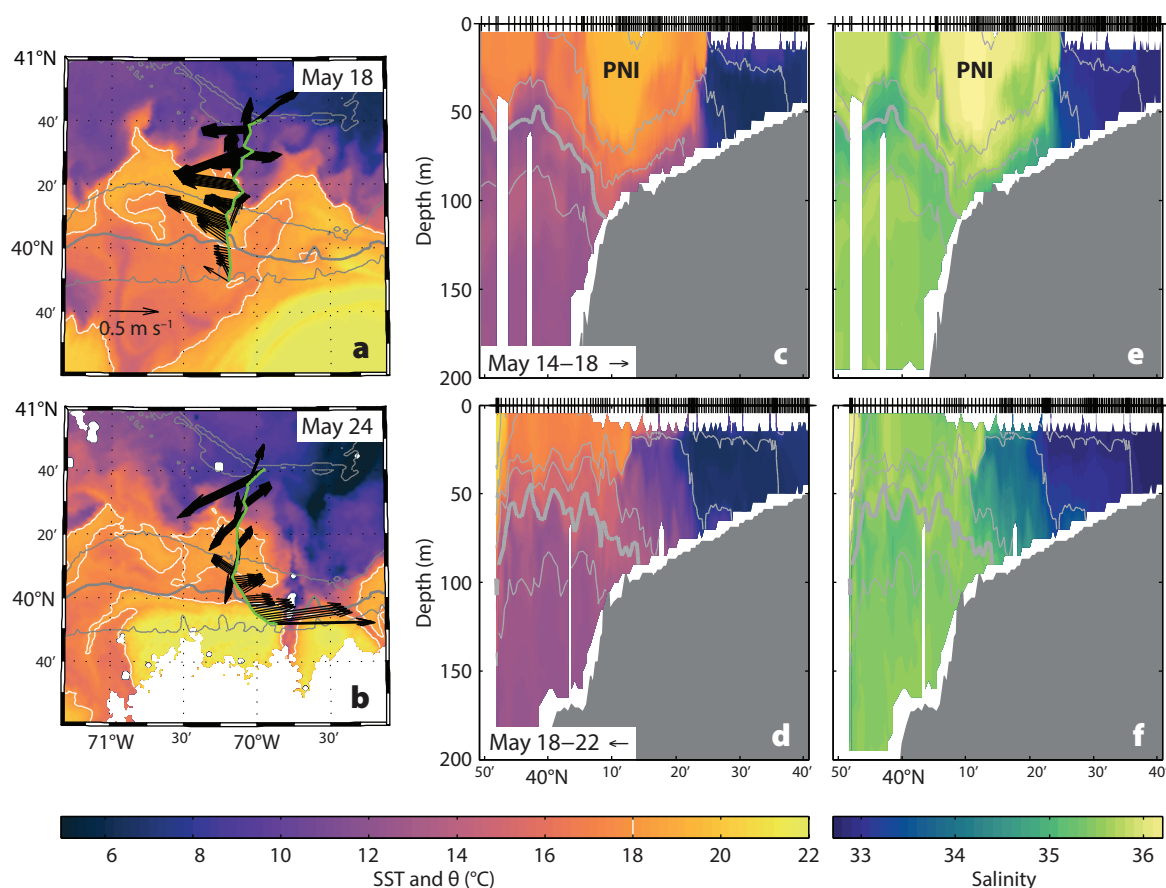 41°N
40′
20′
40°N
40′
May 18
0.5 m s⁻¹
a
41°N
40′
20′
40°N
40′
May 24
b
71°W 30′ 70°W 30′
0
50
100
150
200
Depth (m)
PNI
May 14–18 →
c
Depth (m)
PNI
e
0
50
100
150
200
Depth (m)
May 18–22 ←
d
50′ 40°N 10′ 20′ 30′ 40′
Depth (m)
f
50′ 40°N 10′ 20′ 30′ 40′
6 8 10 12 14 16 18 20 22
SST and θ (°C)
33 34 35 36
Salinity